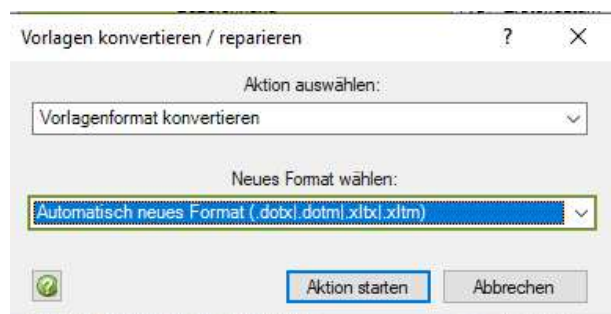 Vorlagen konvertieren / reparieren ? ×
Aktion auswählen:
Vorlagenformat konvertieren
Neues Format wählen:
Automatisch neues Format (.dotx|.dotm|.xltx|.xltm)
? Aktion starten Abbrechen